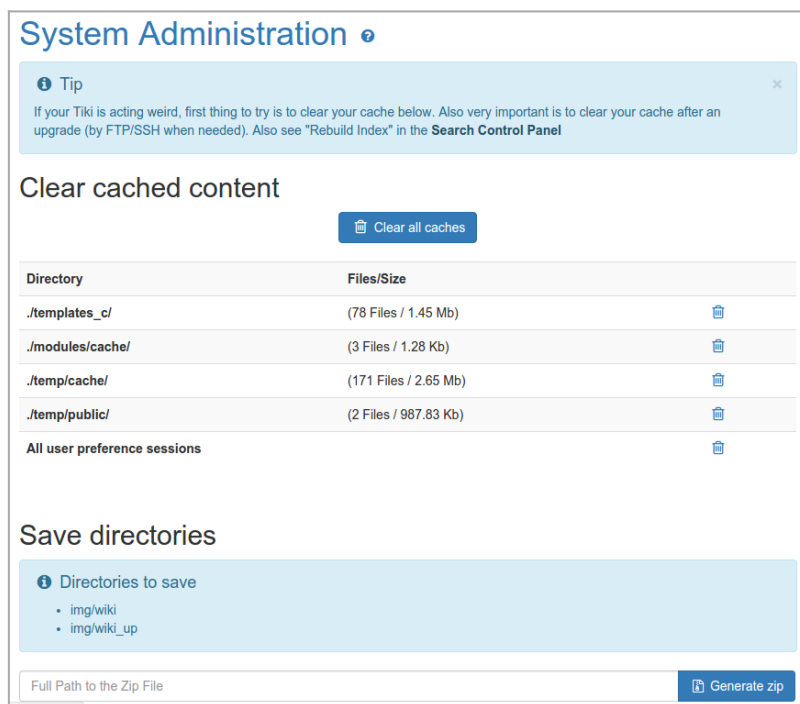 System Administration
Tip
×
If your Tiki is acting weird, first thing to try is to clear your cache below. Also very important is to clear your cache after an
upgrade (by FTP/SSH when needed). Also see "Rebuild Index" in the Search Control Panel
Clear cached content
Clear all caches
Directory Files/Size
./templates_c/ (78 Files / 1.45 Mb)
./modules/cache/ (3 Files / 1.28 Kb)
./temp/cache/ (171 Files / 2.65 Mb)
./temp/public/ (2 Files / 987.83 Kb)
All user preference sessions
Save directories
Directories to save
• img/wiki
• img/wiki_up
Full Path to the Zip File Generate zip